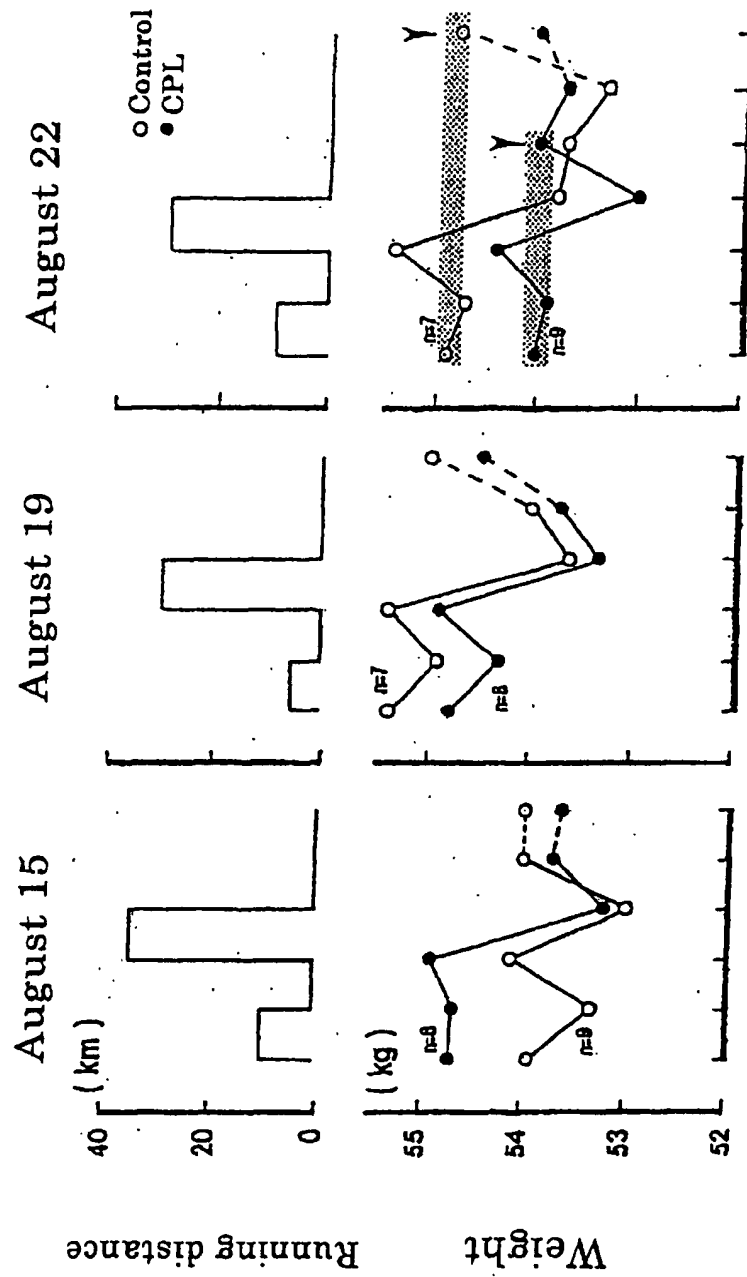 August 15
August 19
August 22
Running distance
(km)
40
20
0
○ Control
● CPL
Weight
(kg)
55
54
53
52
n=8
n=9
n=7
n=8
n=7
n=9